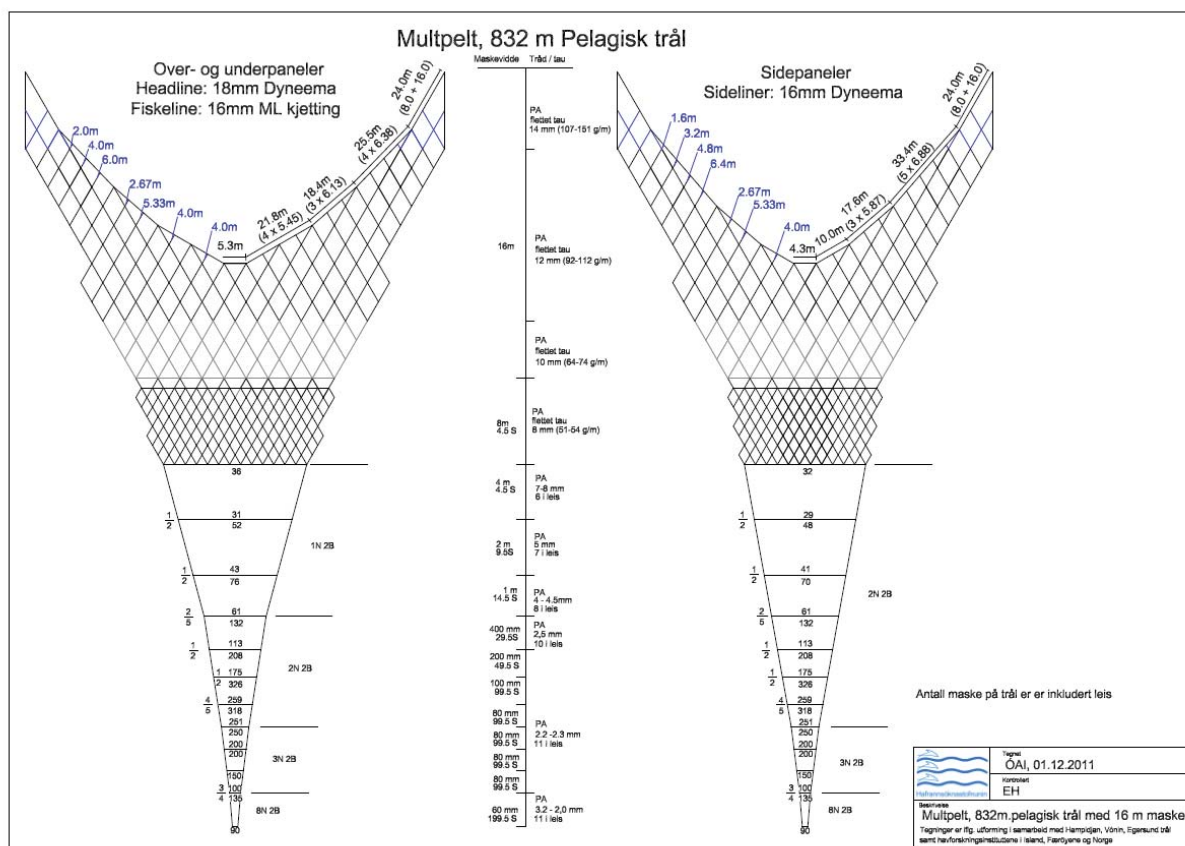 Multpelt, 832 m Pelagisk trål
Over- og underpaneler
Headline: 18mm Dyneema
Fiskeline: 16mm ML kjetting
2.0m
4.0m
6.0m
2.67m
5.33m
4.0m
4.0m
5.3m
21.8m
(4 x 5.45)
18.4m
(3 x 6.13)
25.5m
(4 x 6.38)
24.0m
(8.0 + 16.0)
36
1/2
31
52
1N 2B
1/2
43
76
2/5
61
132
1/2
113
208
2N 2B
1/2
175
326
4/5
259
318
251
250
200
200
3N 2B
150
3/4
100
135
8N 2B
90
Maskevidde
Tråd / tau
PA
flettet tau
14 mm (107-151 g/m)
16m
PA
flettet tau
12 mm (92-112 g/m)
PA
flettet tau
10 mm (64-74 g/m)
8m
4.5 S
PA
flettet tau
8 mm (51-54 g/m)
4 m
4.5 S
PA
7-8 mm
6 i leis
2 m
9.5S
PA
5 mm
7 i leis
1 m
14.5 S
PA
4 - 4.5mm
8 i leis
400 mm
29.5S
PA
2,5 mm
10 i leis
200 mm
49.5 S
100 mm
99.5 S
80 mm
99.5 S
80 mm
99.5 S
PA
2.2 -2.3 mm
11 i leis
80 mm
99.5 S
80 mm
99.5 S
60 mm
199.5 S
PA
3.2 - 2,0 mm
11 i leis
Sidepaneler
Sideliner: 16mm Dyneema
1.6m
3.2m
4.8m
6.4m
2.67m
5.33m
4.0m
4.3m
10.0m
17.6m
(3 x 5.87)
33.4m
(5 x 6.88)
24.0m
(8.0 + 16.0)
32
1/2
29
48
1/2
41
70
2N 2B
2/5
61
132
1/2
113
208
1/2
175
326
4/5
259
318
251
250
200
200
3N 2B
150
3/4
100
135
8N 2B
90
Antall maske på trål er er inkludert leis
Tegnet
ÓAI, 01.12.2011
Kontrollert
EH
Hafrannsóknastofnunin
Beskrivelse
Multpelt, 832m.pelagisk trål med 16 m maske
Tegninger er iflg. utforming i samarbeid med Hampidjan, Vónin, Egersund trål
samt havforskningsinstituttene i Island, Færöyene og Norge